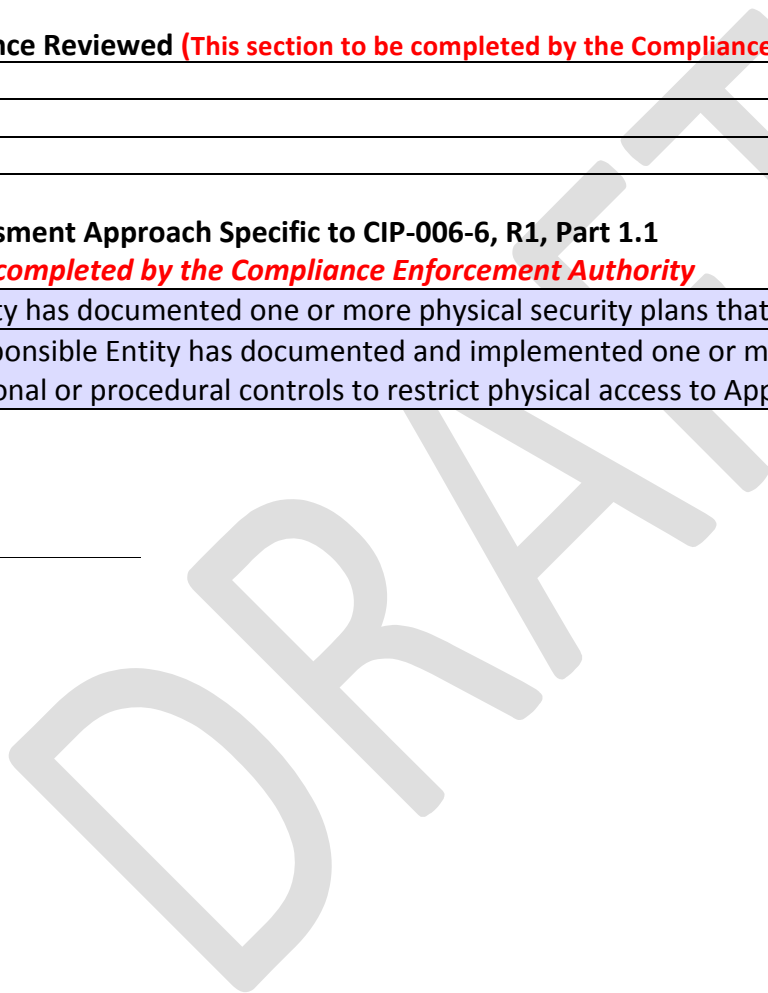 nce Reviewed (This section to be completed by the Compliance
sment Approach Specific to CIP-006-6, R1, Part 1.1
completed by the Compliance Enforcement Authority
ty has documented one or more physical security plans that
ponsible Entity has documented and implemented one or m
onal or procedural controls to restrict physical access to App
DRAFT